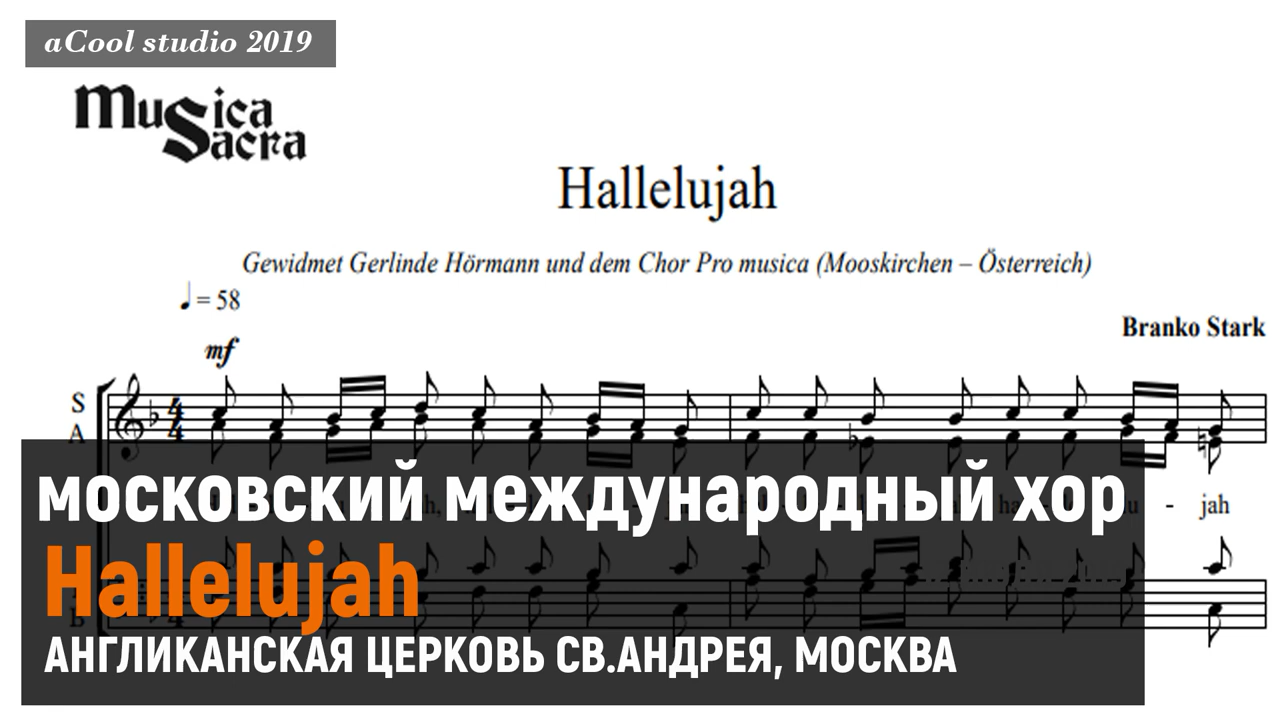 aCool studio 2019
Musica
Sacra
Hallelujah
Gewidmet Gerlinde Hörmann und dem Chor Pro musica (Mooskirchen – Österreich)
♩ = 58
Branko Stark
mf
S
A
московский международный хор
jah
Hallelujah
АНГЛИКАНСКАЯ ЦЕРКОВЬ СВ.АНДРЕЯ, МОСКВА